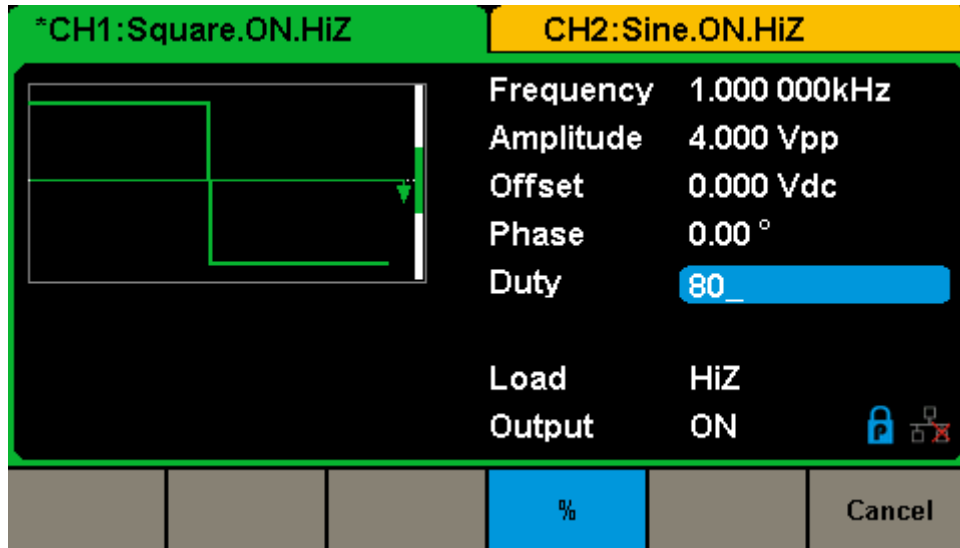 *CH1:Square.ON.HiZ
CH2:Sine.ON.HiZ
Frequency 1.000 000kHz
Amplitude 4.000 Vpp
Offset 0.000 Vdc
Phase 0.00 °
Duty 80_
Load HiZ
Output ON
P
% Cancel